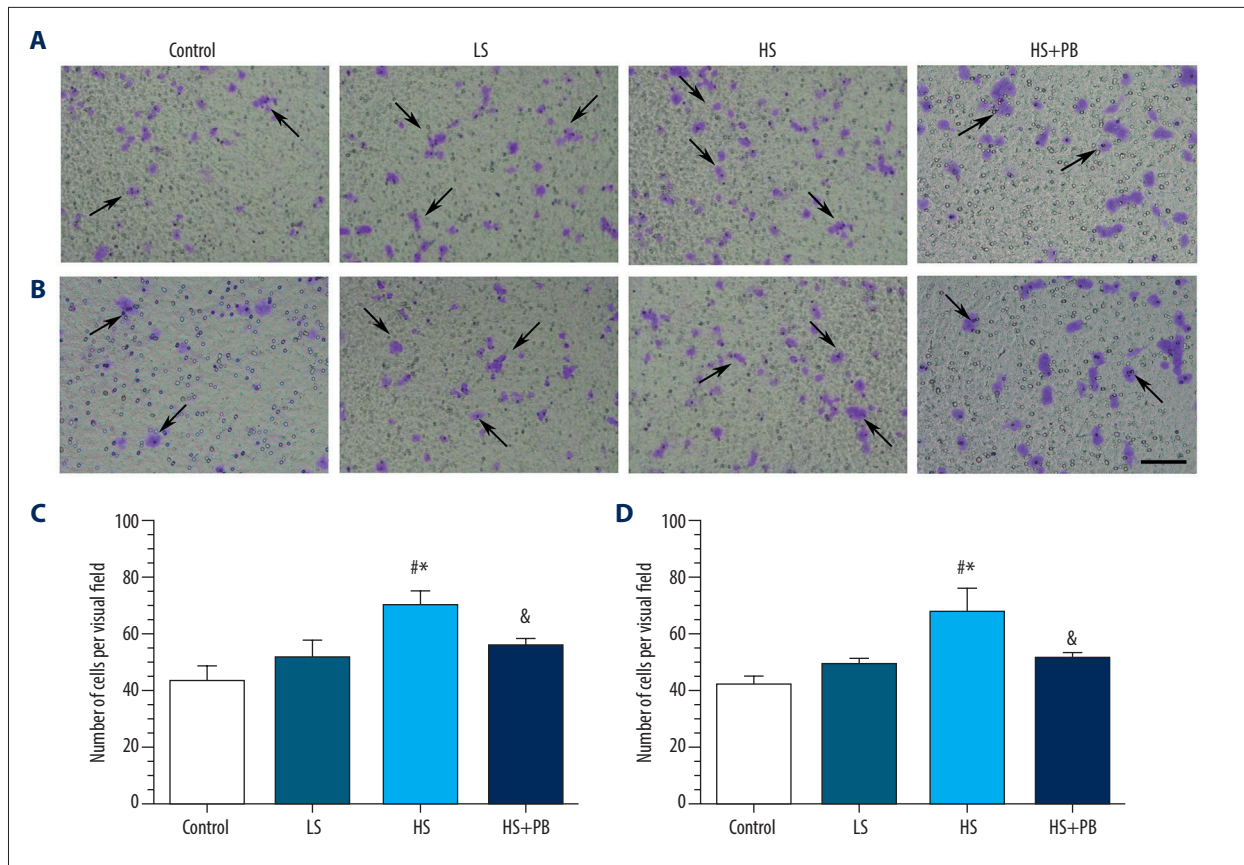 A
Control LS HS HS+PB
B
C
Number of cells per visual field
100
80
60
40
20
0
#*
&
Control LS HS HS+PB
D
Number of cells per visual field
100
80
60
40
20
0
#*
&
Control LS HS HS+PB